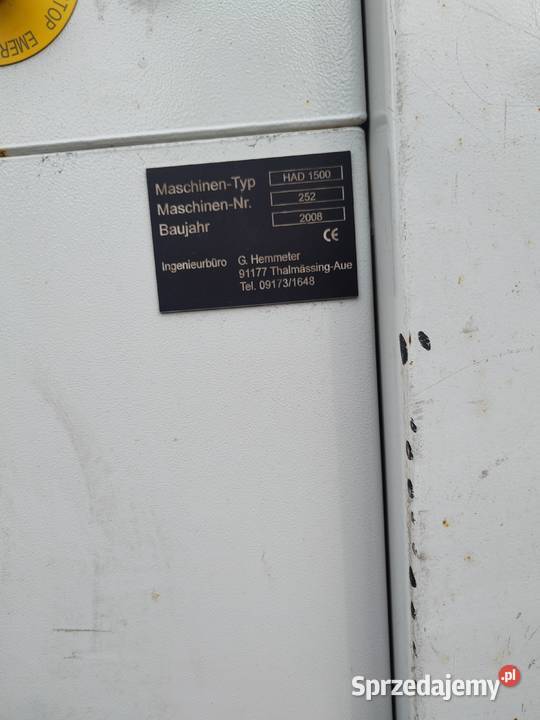 STOP EMER
Maschinen-Typ HAD 1500
Maschinen-Nr. 252
Baujahr 2008
CE
Ingenieurbüro G. Hemmeter
91177 Thalmässing-Aue
Tel. 09173/1648
Sprzedajemy.pl